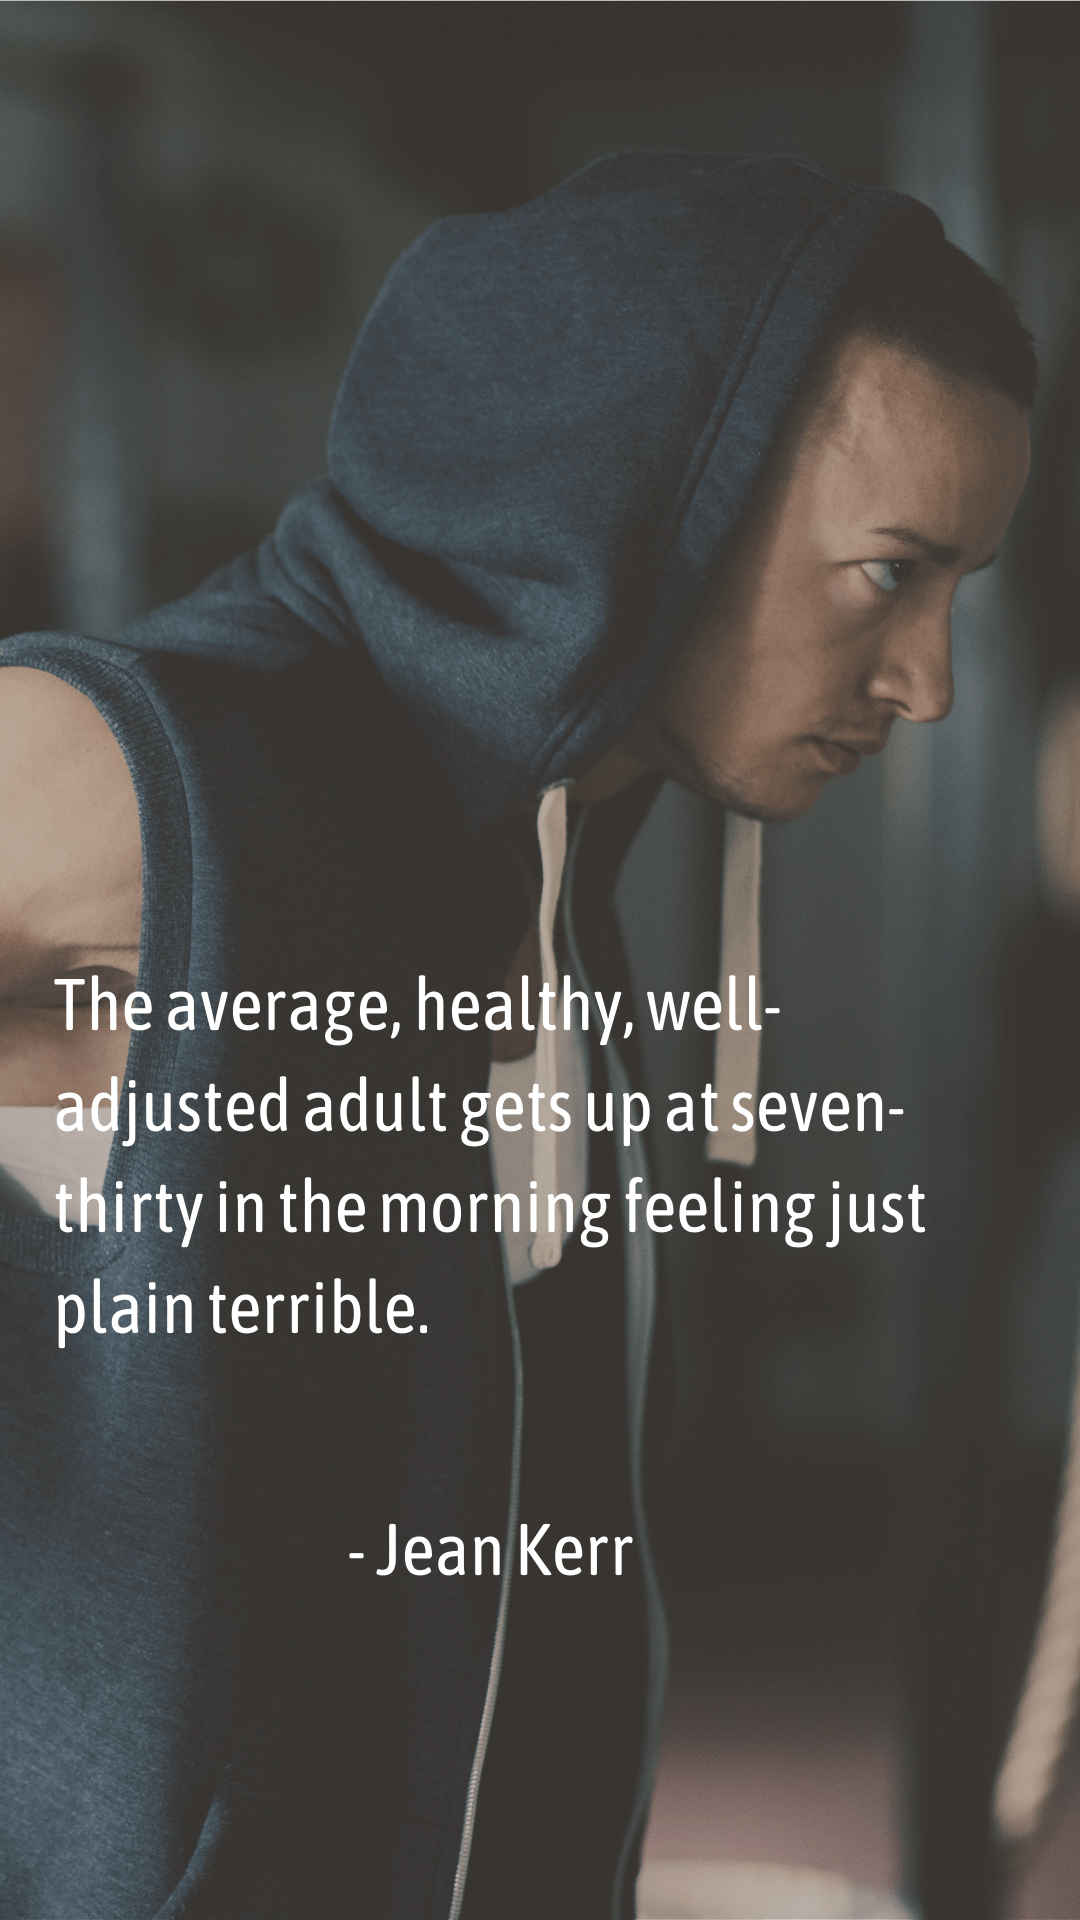 The average, healthy, well-
adjusted adult gets up at seven-
thirty in the morning feeling just
plain terrible.
- Jean Kerr